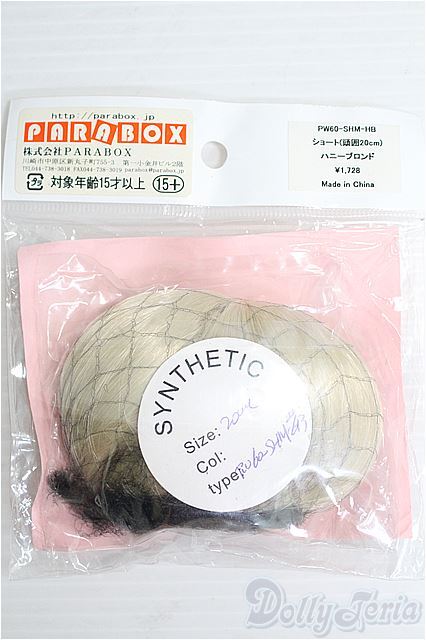 http://parabox.jp
PARABOX
株式会社PARABOX
川崎市中原区新丸子町755-3 第一小金井ビル2階
TEL044-738-3018 FAX044-738-3019 parabox@parabox.jp
対象年齢15才以上 15+
PW60-SHM-HB
ショート(頭囲20cm)
ハニーブロンド
¥1,728
Made in China
SYNTHETIC
Size: 20cm
Col:
type:
DollyTeria